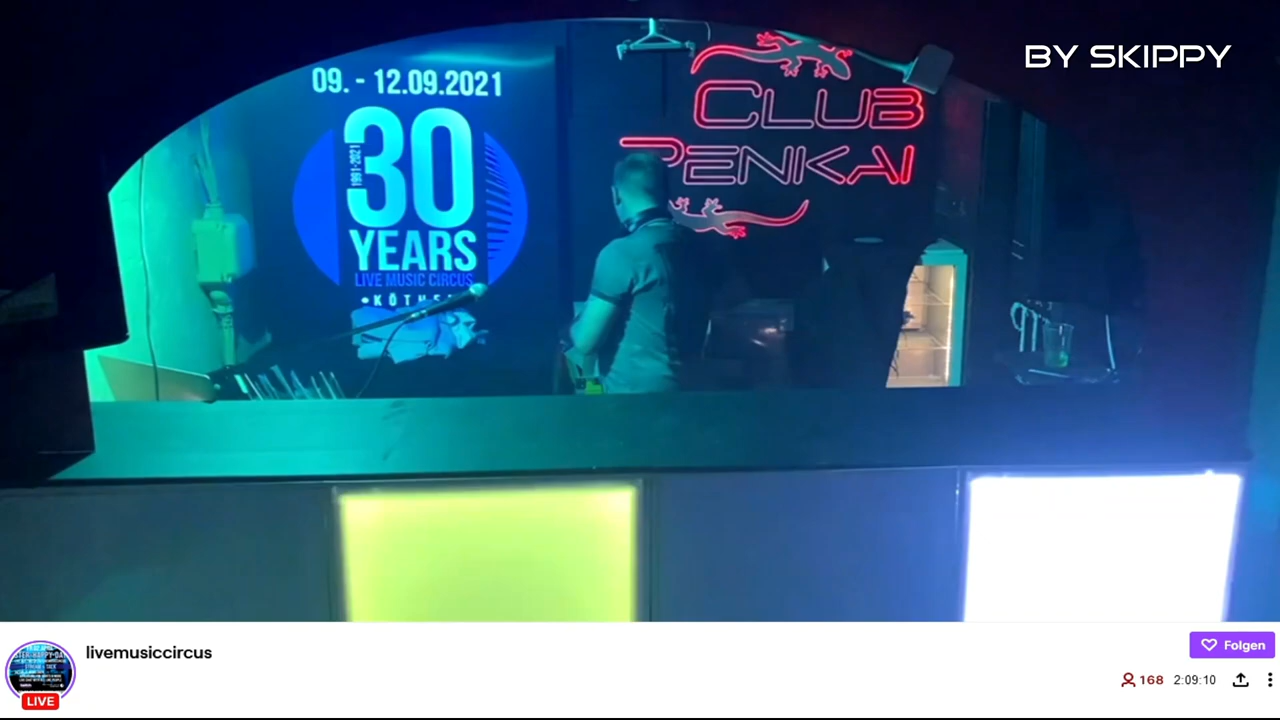 BY SKIPPY
09. - 12.09.2021
1991-2021
30
YEARS
LIVE MUSIC CIRCUS
CLUB
PENKAI
livemusiccircus
Folgen
LIVE
168
2:09:10